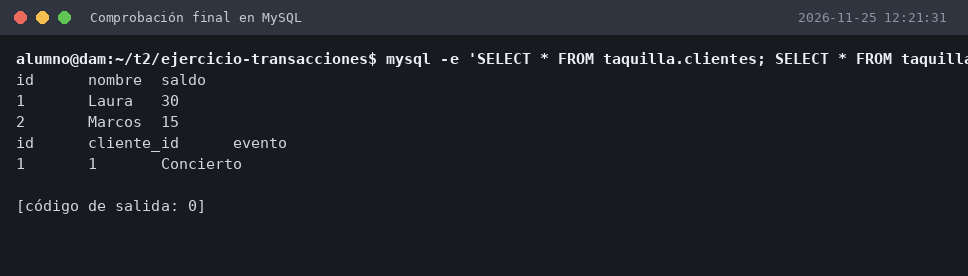 Comprobación final en MySQL 2026-11-25 12:21:31
alumno@dam:~/t2/ejercicio-transacciones$ mysql -e 'SELECT * FROM taquilla.clientes; SELECT * FROM taquilla
id nombre saldo
1 Laura 30
2 Marcos 15
id cliente_id evento
1 1 Concierto
[código de salida: 0]